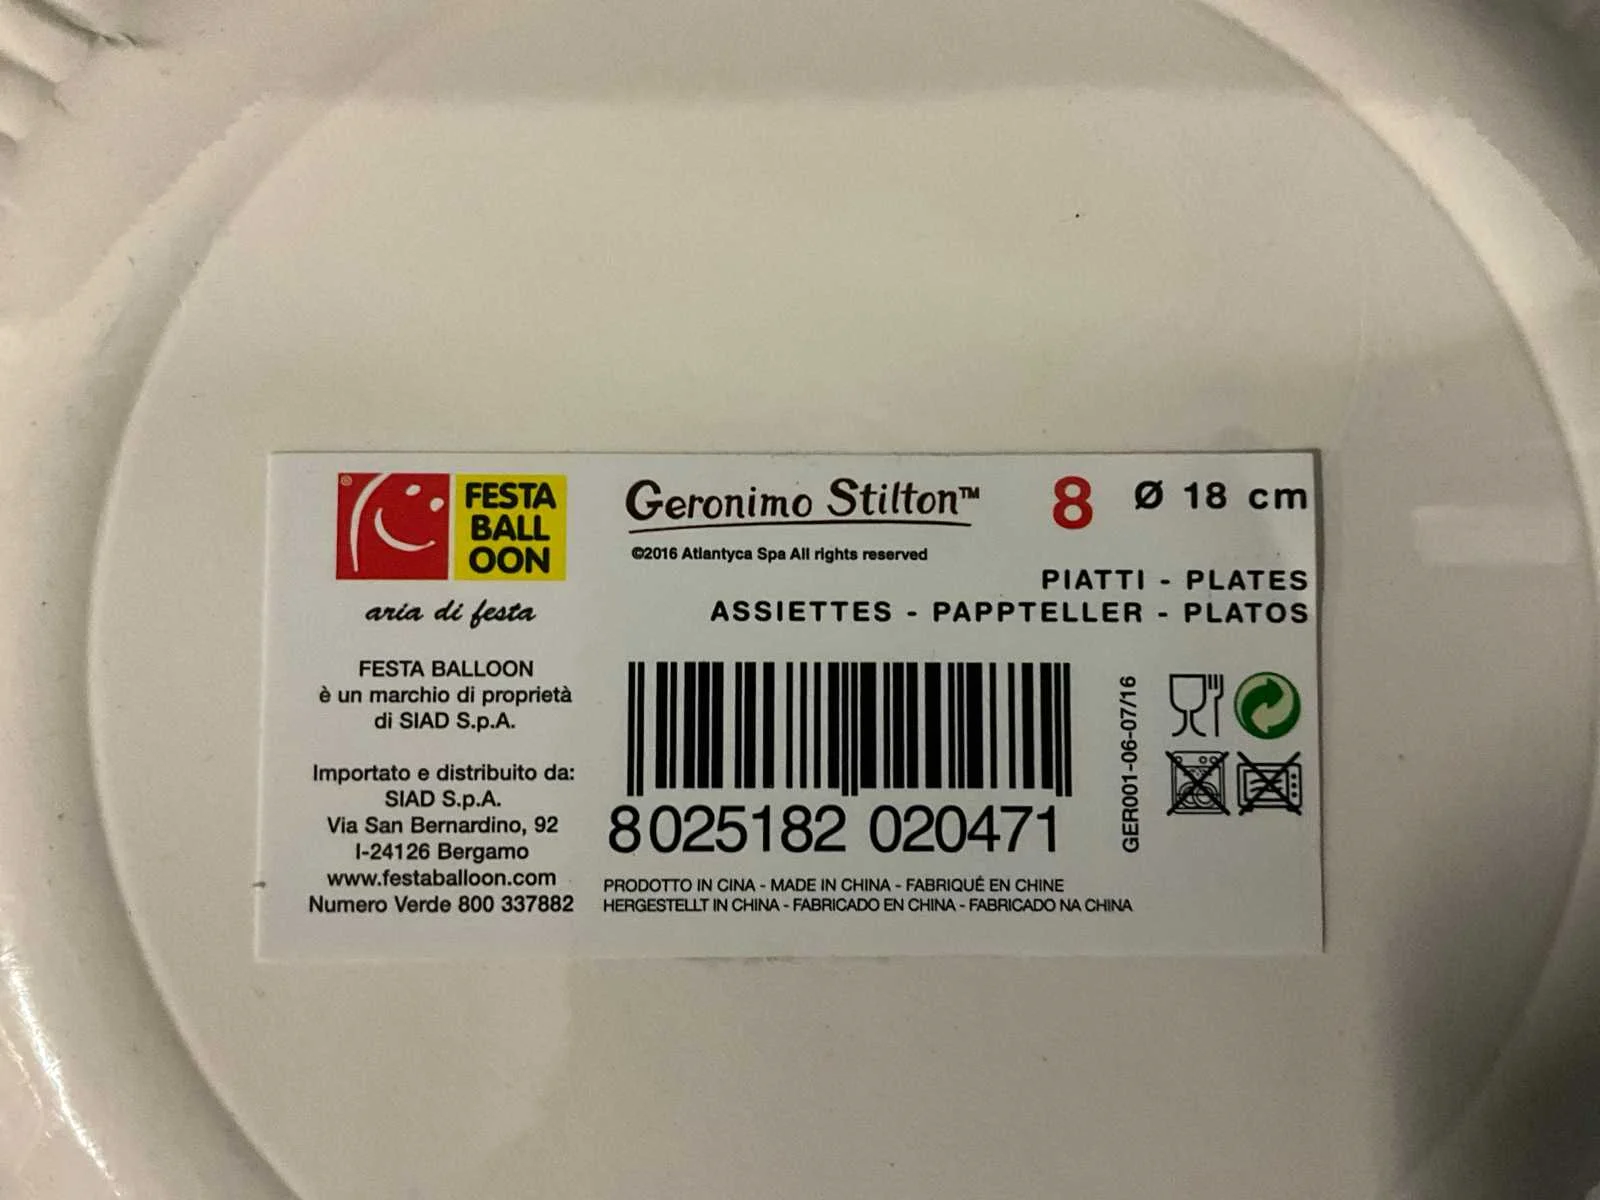 FESTA
BALL
OON
®
aria di festa
FESTA BALLOON
è un marchio di proprietà
di SIAD S.p.A.
Importato e distribuito da:
SIAD S.p.A.
Via San Bernardino, 92
I-24126 Bergamo
www.festaballoon.com
Numero Verde 800 337882
Geronimo Stilton™
©2016 Atlantyca Spa All rights reserved
8 Ø 18 cm
PIATTI - PLATES
ASSIETTES - PAPPTELLER - PLATOS
8 025182 020471
GER001-06-07/16
PRODOTTO IN CINA - MADE IN CHINA - FABRIQUÉ EN CHINE
HERGESTELLT IN CHINA - FABRICADO EN CHINA - FABRICADO NA CHINA